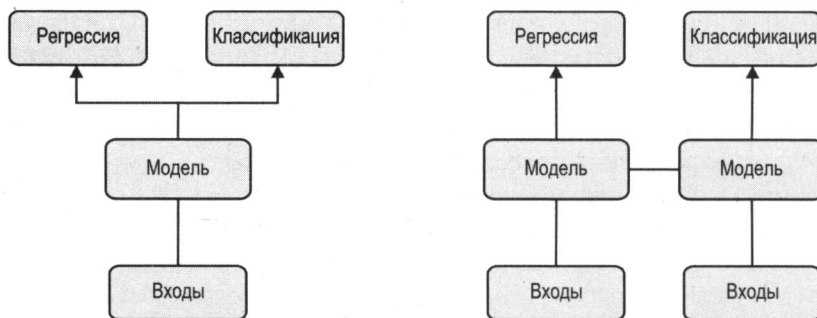 Регрессия
Классификация
Модель
Входы
Регрессия
Классификация
Модель
Модель
Входы
Входы